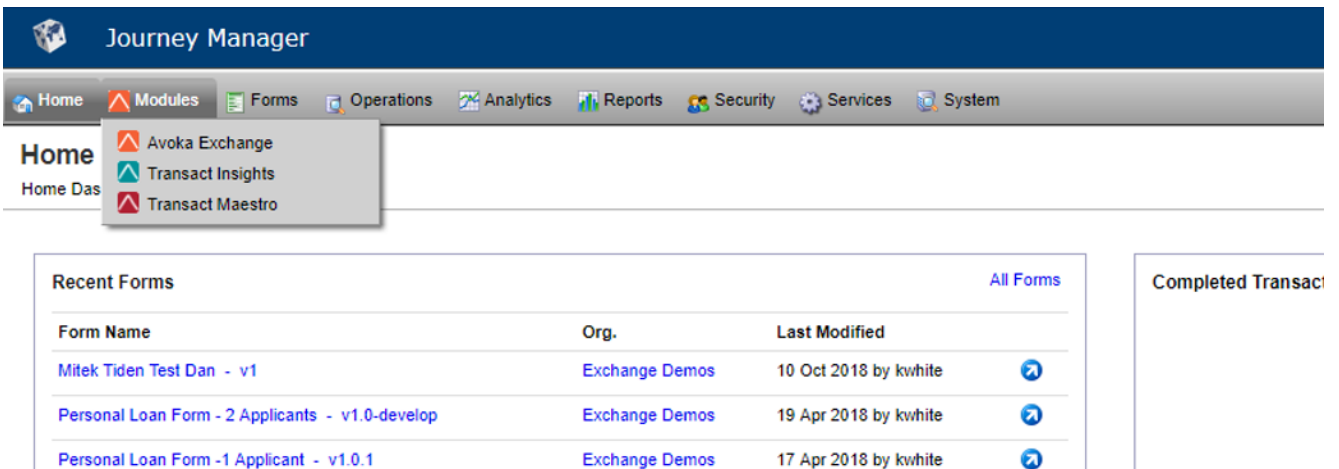 Journey Manager
Home Modules Forms Operations Analytics Reports Security Services System
Avoka Exchange
Home
Transact Insights
Home Das
Transact Maestro
Recent Forms All Forms Completed Transact
Form Name Org. Last Modified
Mitek Tiden Test Dan - v1 Exchange Demos 10 Oct 2018 by kwhite
Personal Loan Form - 2 Applicants - v1.0-develop Exchange Demos 19 Apr 2018 by kwhite
Personal Loan Form -1 Applicant - v1.0.1 Exchange Demos 17 Apr 2018 by kwhite